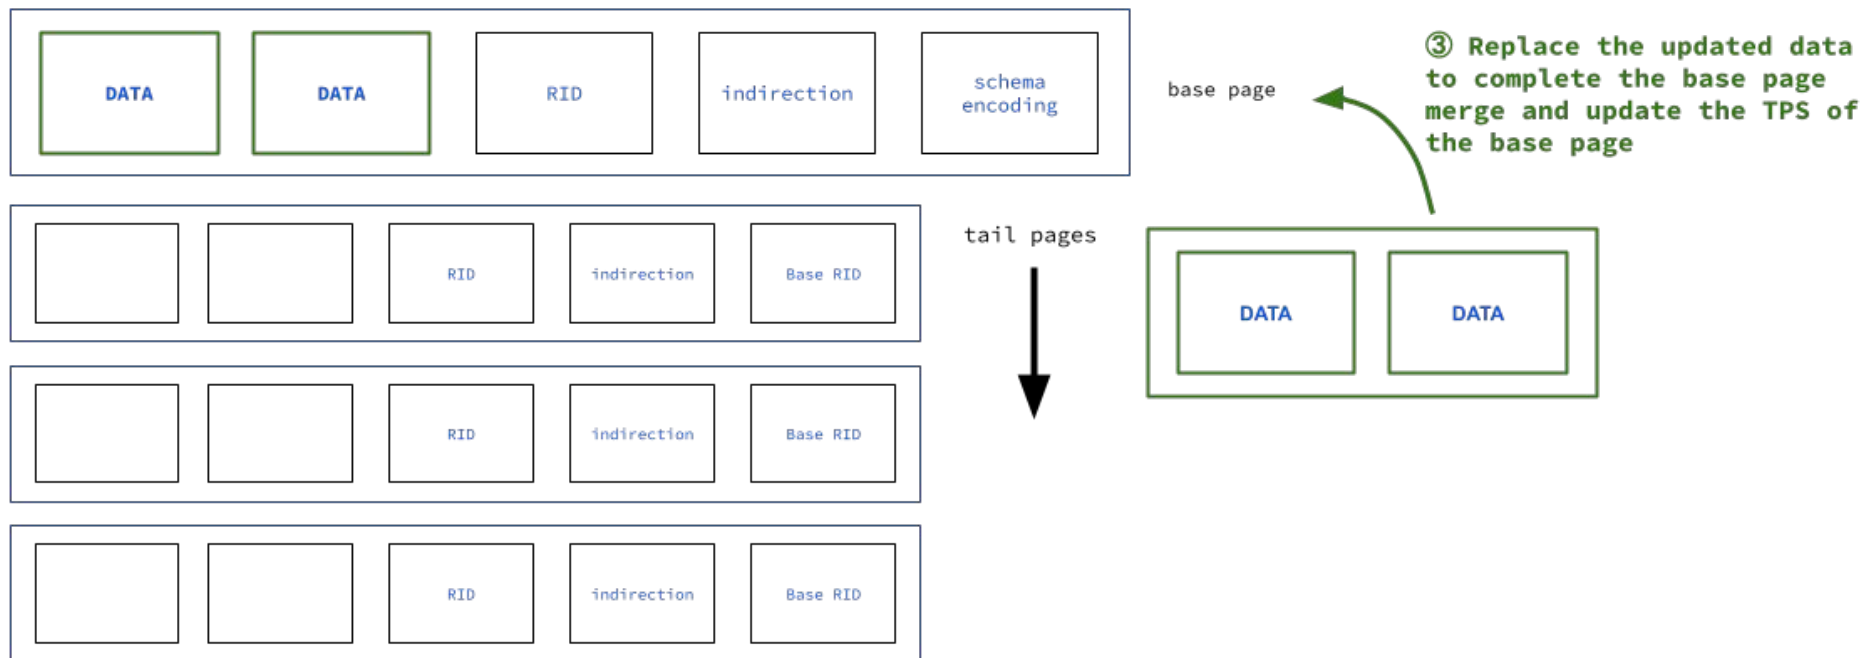 DATA
DATA
RID
indirection
schema
encoding
base page
③ Replace the updated data
to complete the base page
merge and update the TPS of
the base page
RID
indirection
Base RID
tail pages
DATA
DATA
RID
indirection
Base RID
RID
indirection
Base RID